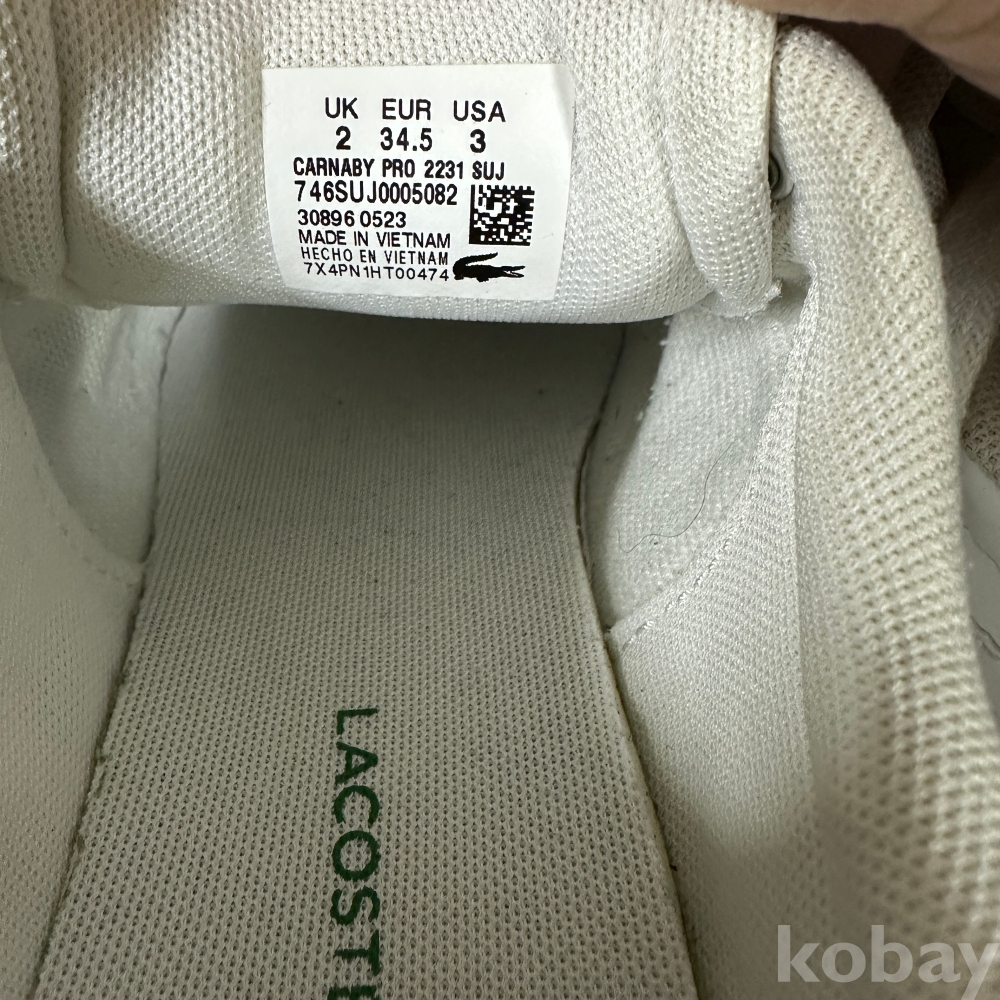 UK EUR USA
2 34.5 3
CARNABY PRO 2231 SUJ
746SUJ0005082
30896 0523
MADE IN VIETNAM
HECHO EN VIETNAM
7X4PN1HT00474
LACOSTE
kobay